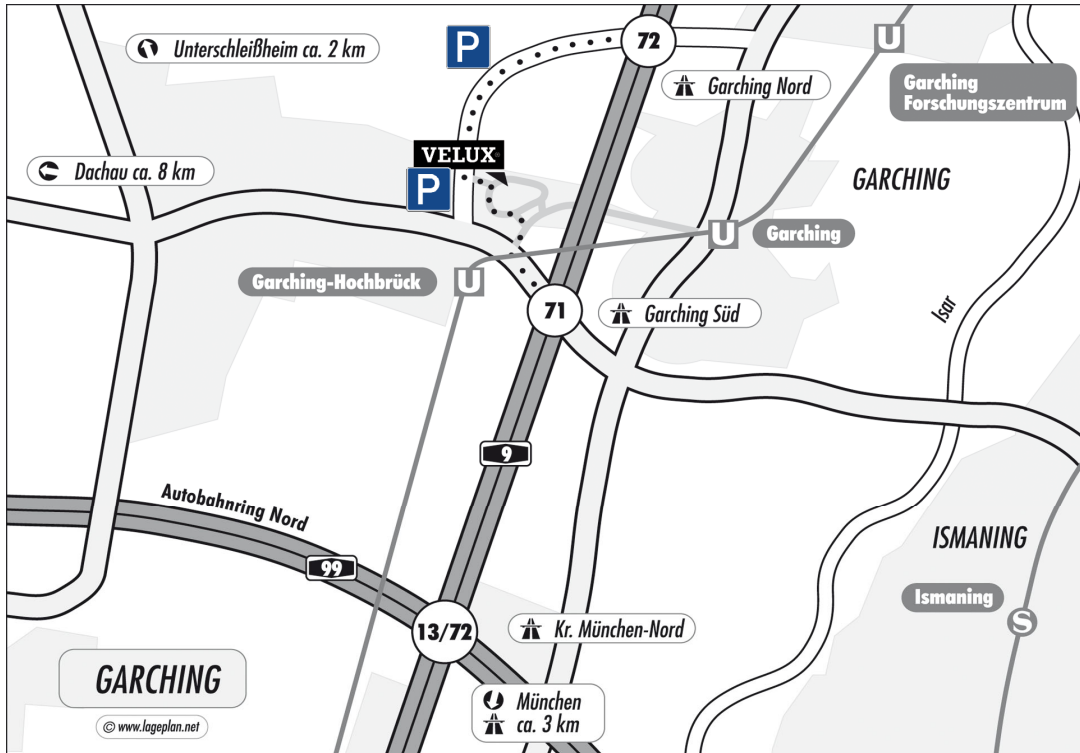 Unterschleißheim ca. 2 km
P
72
U
Garching Nord
Garching
Forschungszentrum
VELUX®
Dachau ca. 8 km
P
GARCHING
U
Garching
Garching-Hochbrück
U
71
Garching Süd
Isar
9
Autobahnring Nord
99
ISMANING
Ismaning
S
13/72
Kr. München-Nord
GARCHING
München
ca. 3 km
© www.lageplan.net